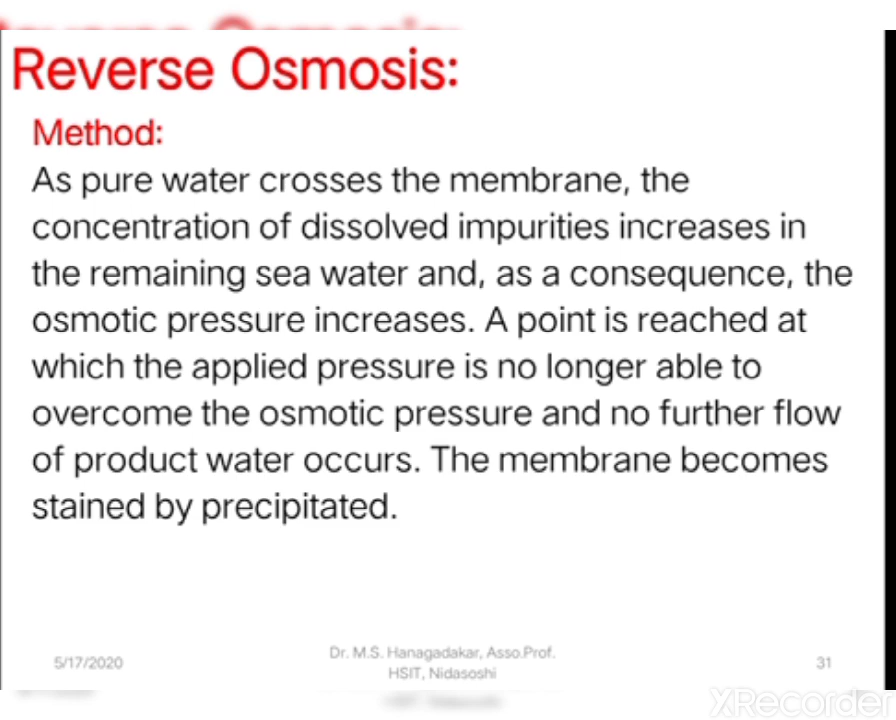 Reverse Osmosis:
Method:
As pure water crosses the membrane, the
concentration of dissolved impurities increases in
the remaining sea water and, as a consequence, the
osmotic pressure increases. A point is reached at
which the applied pressure is no longer able to
overcome the osmotic pressure and no further flow
of product water occurs. The membrane becomes
stained by precipitated.
5/17/2020
Dr. M.S. Hanagadakar, Asso.Prof.
HSIT, Nidasoshi
31
XRecorder